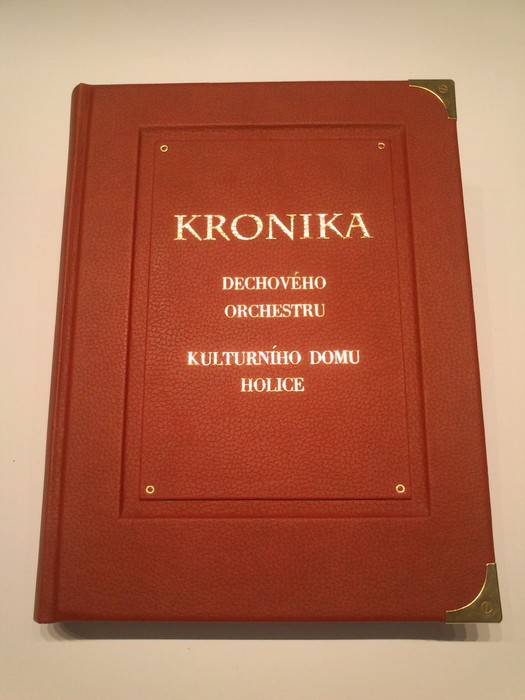 KRONIKA
DECHOVÉHO
ORCHESTRU
KULTURNÍHO DOMU
HOLICE